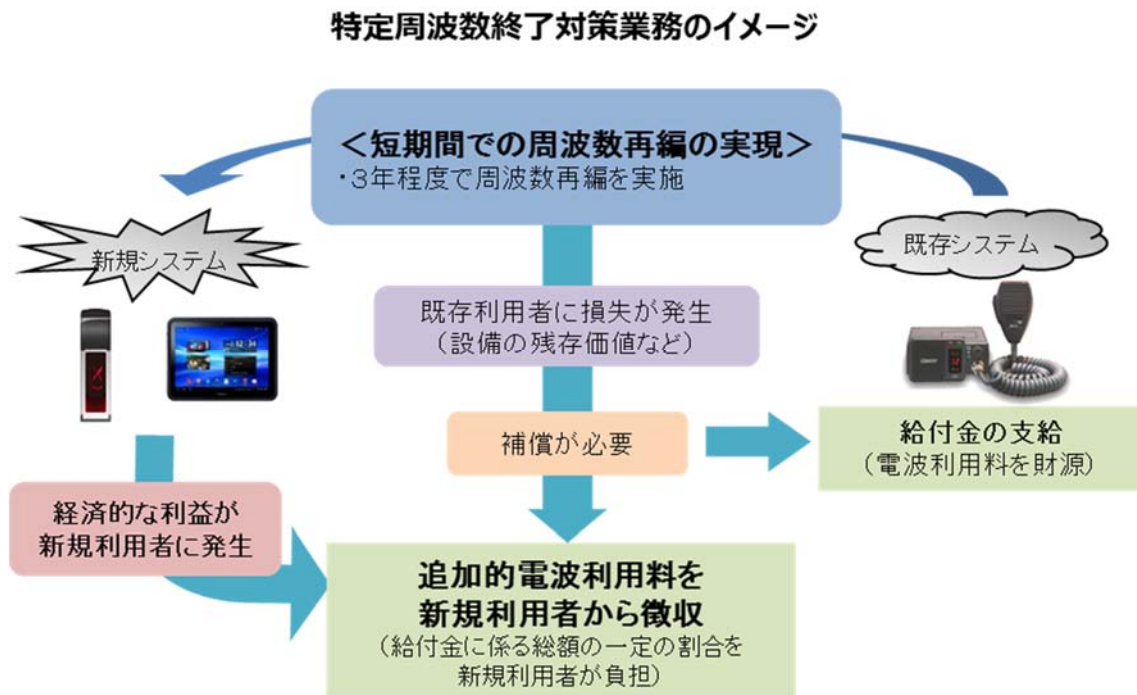 特定周波数終了対策業務のイメージ
＜短期間での周波数再編の実現＞
・３年程度で周波数再編を実施
新規システム
既存システム
既存利用者に損失が発生
（設備の残存価値など）
補償が必要
給付金の支給
（電波利用料を財源）
経済的な利益が
新規利用者に発生
追加的電波利用料を
新規利用者から徴収
（給付金に係る総額の一定の割合を
新規利用者が負担）